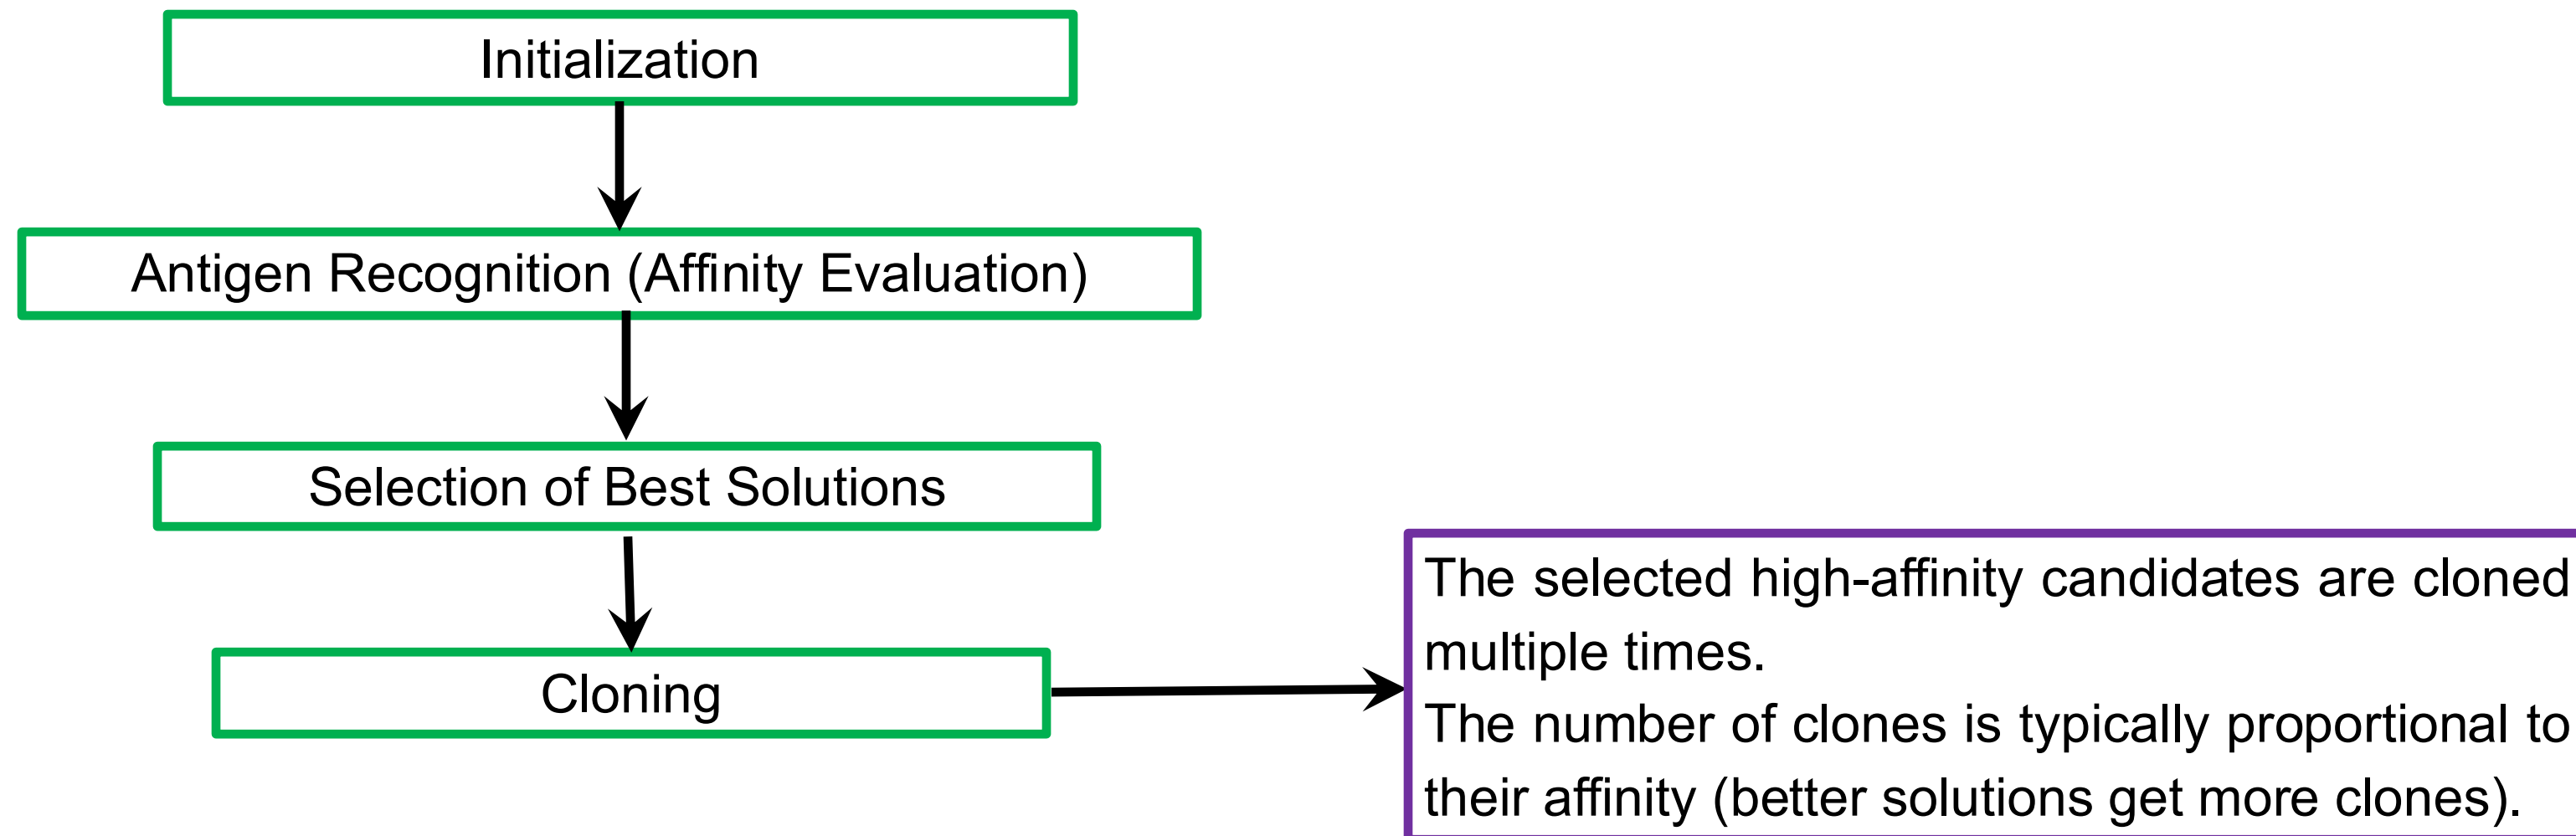 Initialization
Antigen Recognition (Affinity Evaluation)
Selection of Best Solutions
Cloning
The selected high-affinity candidates are cloned
multiple times.
The number of clones is typically proportional to
their affinity (better solutions get more clones).